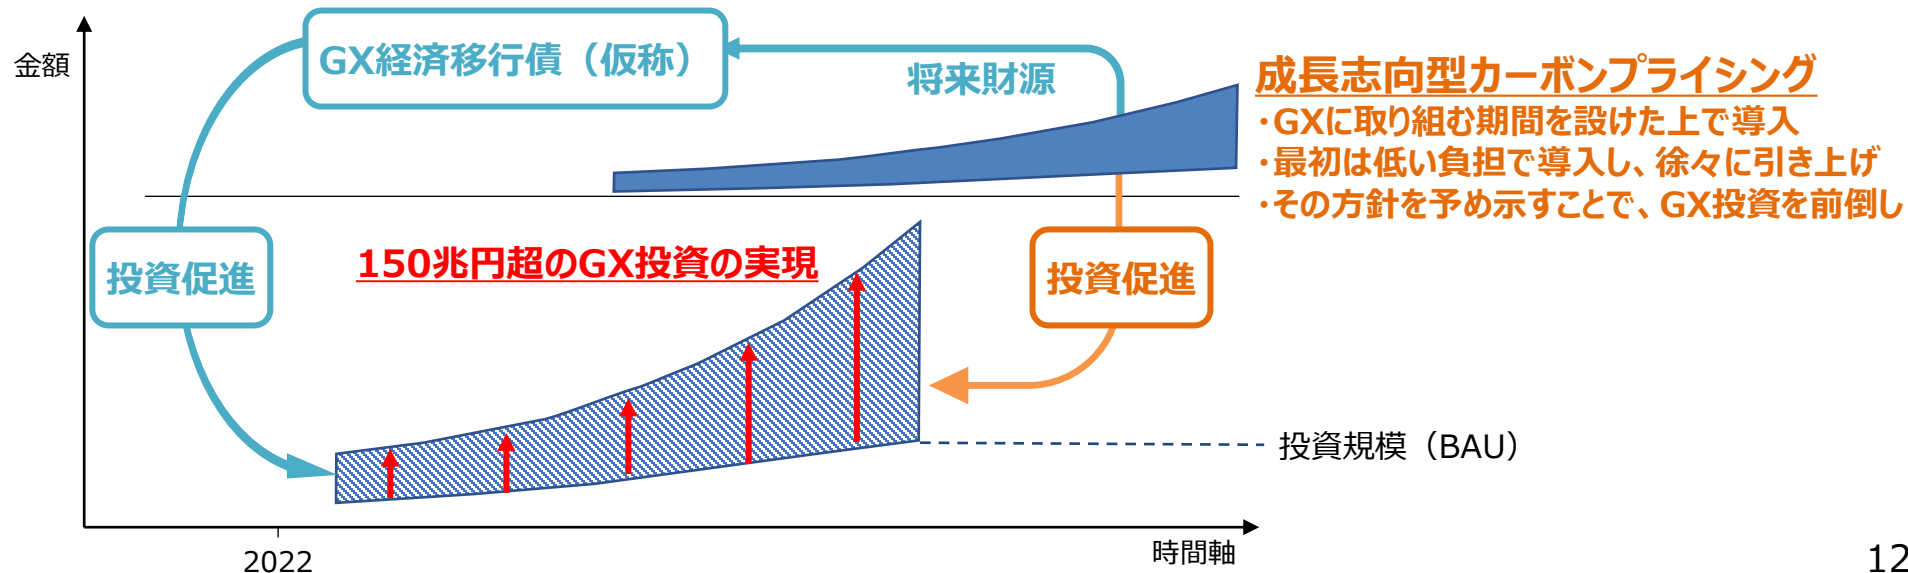 金額
GX経済移行債（仮称）
将来財源
成長志向型カーボンプライシング
・GXに取り組む期間を設けた上で導入
・最初は低い負担で導入し、徐々に引き上げ
・その方針を予め示すことで、GX投資を前倒し
投資促進
150兆円超のGX投資の実現
投資促進
投資規模（BAU）
2022
時間軸
12